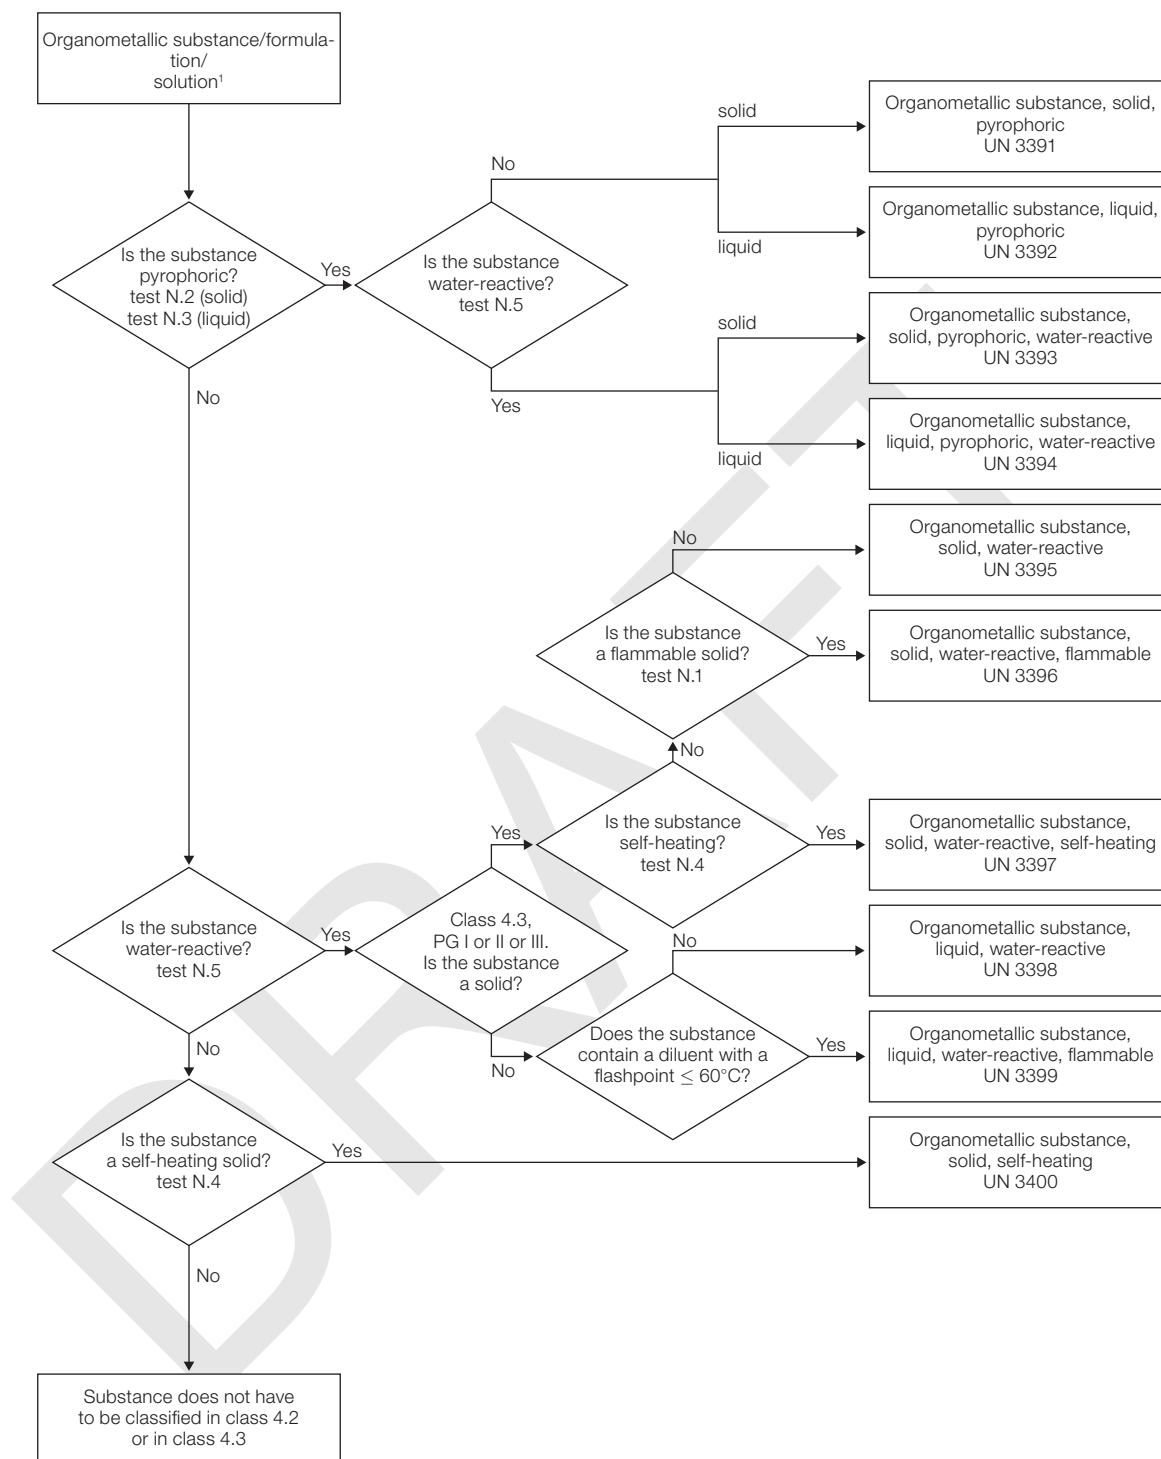 Organometallic substance/formula-
tion/
solution¹
solid
Organometallic substance, solid,
pyrophoric
UN 3391
No
Organometallic substance, liquid,
pyrophoric
UN 3392
liquid
Is the substance
pyrophoric?
test N.2 (solid)
test N.3 (liquid)
Yes
Is the substance
water-reactive?
test N.5
solid
Organometallic substance,
solid, pyrophoric, water-reactive
UN 3393
No
Yes
Organometallic substance,
liquid, pyrophoric, water-reactive
UN 3394
liquid
No
Organometallic substance,
solid, water-reactive
UN 3395
Is the substance
a flammable solid?
test N.1
Yes
Organometallic substance,
solid, water-reactive, flammable
UN 3396
No
Yes
Is the substance
self-heating?
test N.4
Yes
Organometallic substance,
solid, water-reactive, self-heating
UN 3397
Is the substance
water-reactive?
test N.5
Yes
Class 4.3,
PG I or II or III.
Is the substance
a solid?
No
Organometallic substance,
liquid, water-reactive
UN 3398
No
No
Does the substance
contain a diluent with a
flashpoint ≤ 60°C?
Yes
Organometallic substance,
liquid, water-reactive, flammable
UN 3399
Is the substance
a self-heating solid?
test N.4
Yes
Organometallic substance,
solid, self-heating
UN 3400
No
Substance does not have
to be classified in class 4.2
or in class 4.3
DRAFT